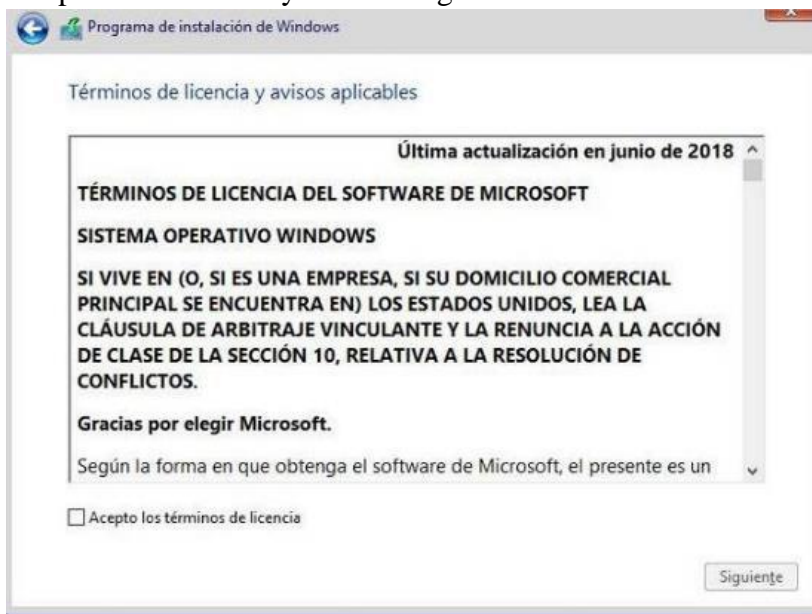 Programa de instalación de Windows
Términos de licencia y avisos aplicables
Última actualización en junio de 2018
TÉRMINOS DE LICENCIA DEL SOFTWARE DE MICROSOFT
SISTEMA OPERATIVO WINDOWS
SI VIVE EN (O, SI ES UNA EMPRESA, SI SU DOMICILIO COMERCIAL
PRINCIPAL SE ENCUENTRA EN) LOS ESTADOS UNIDOS, LEA LA
CLÁUSULA DE ARBITRAJE VINCULANTE Y LA RENUNCIA A LA ACCIÓN
DE CLASE DE LA SECCIÓN 10, RELATIVA A LA RESOLUCIÓN DE
CONFLICTOS.
Gracias por elegir Microsoft.
Según la forma en que obtenga el software de Microsoft, el presente es un
Acepto los términos de licencia
Siguiente